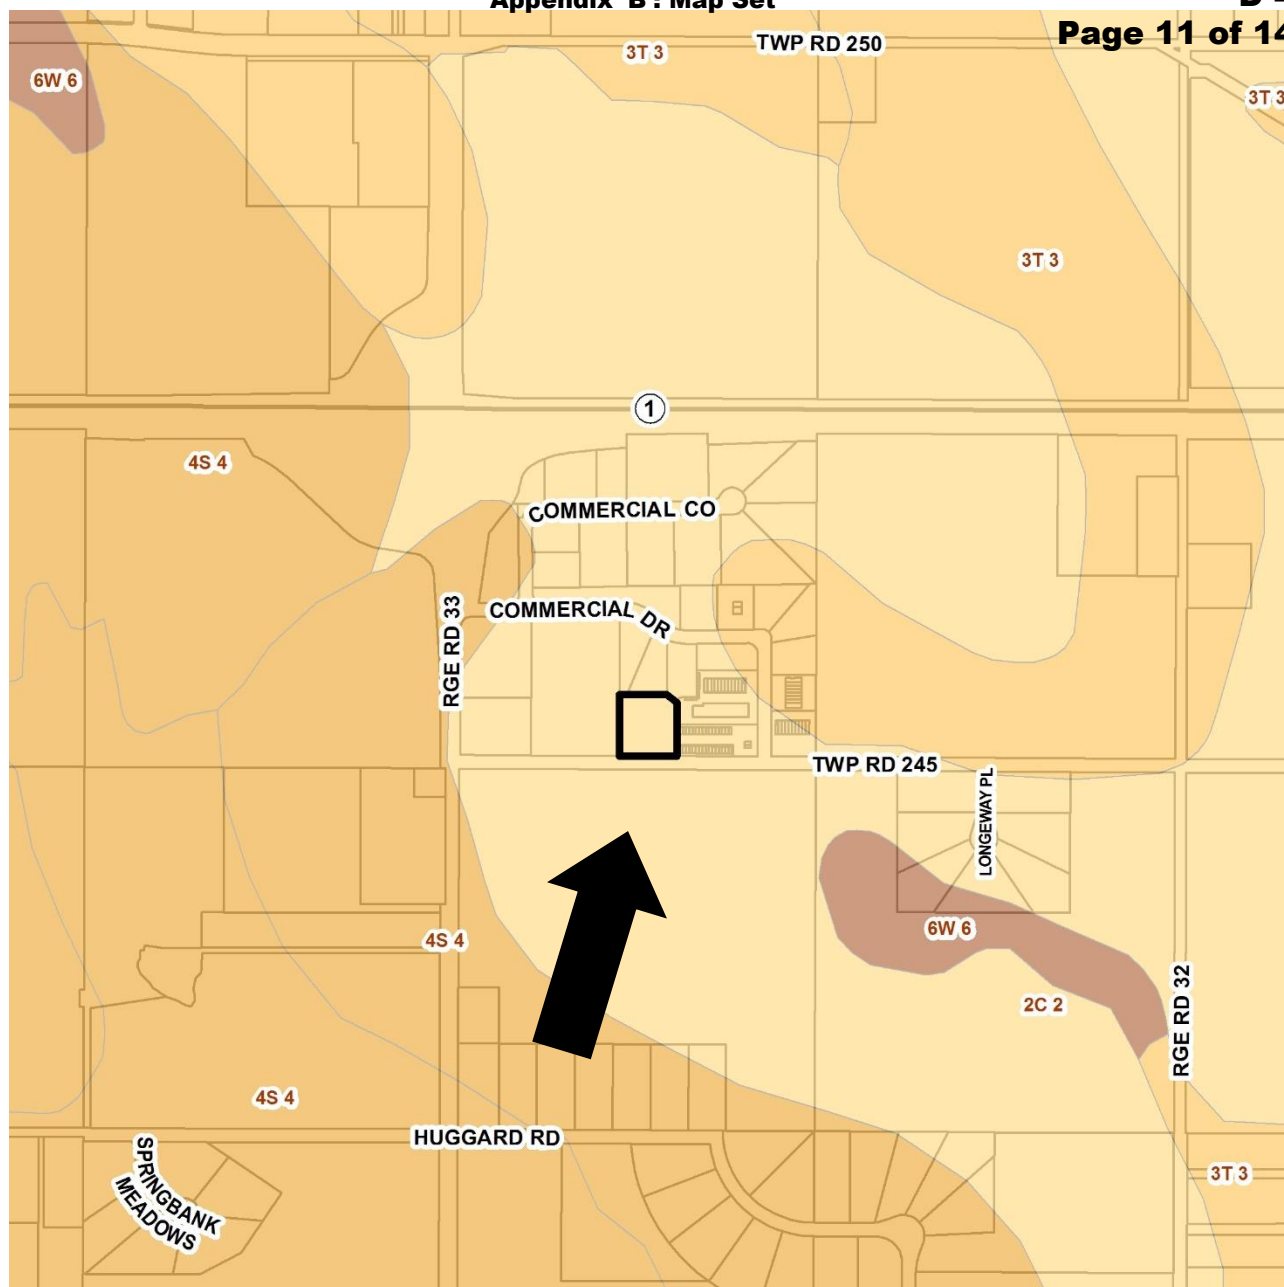 Appendix 'B': Map Set
D -
Page 11 of 14
TWP RD 250
3T 3
6W 6
3T 3
3T 3
1
4S 4
COMMERCIAL CO
COMMERCIAL DR
RGE RD 33
TWP RD 245
LONGEWAY PL
6W 6
4S 4
2C 2
RGE RD 32
4S 4
HUGGARD RD
3T 3
SPRINGBANK
MEADOWS